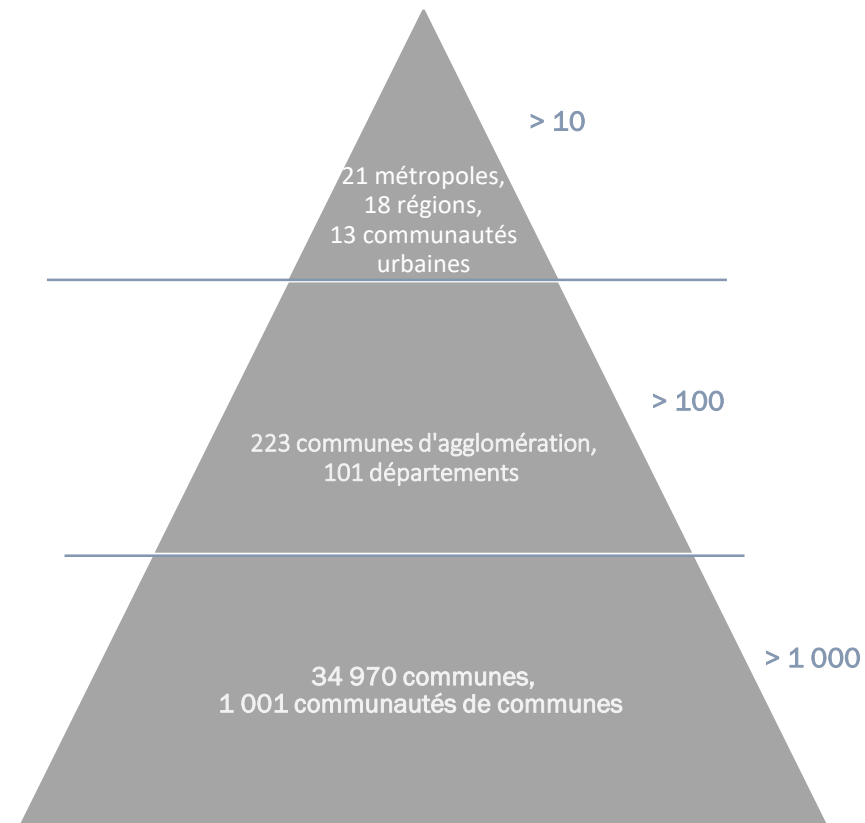 > 10
21 métropoles,
18 régions,
13 communautés
urbaines
> 100
223 communes d'agglomération,
101 départements
> 1 000
34 970 communes,
1 001 communautés de communes